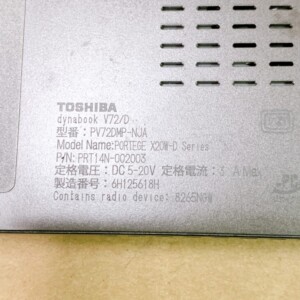 TOSHIBA
dynabook V72/D
型番：PV72DMP-NJA
Model Name:PORTEGE X20W-D Series
P/N: PRT14N-002003
定格電圧：DC 5-20V 定格電流：3 A Max.
製造番号：6H125618H
Contains radio device: 8265NGW